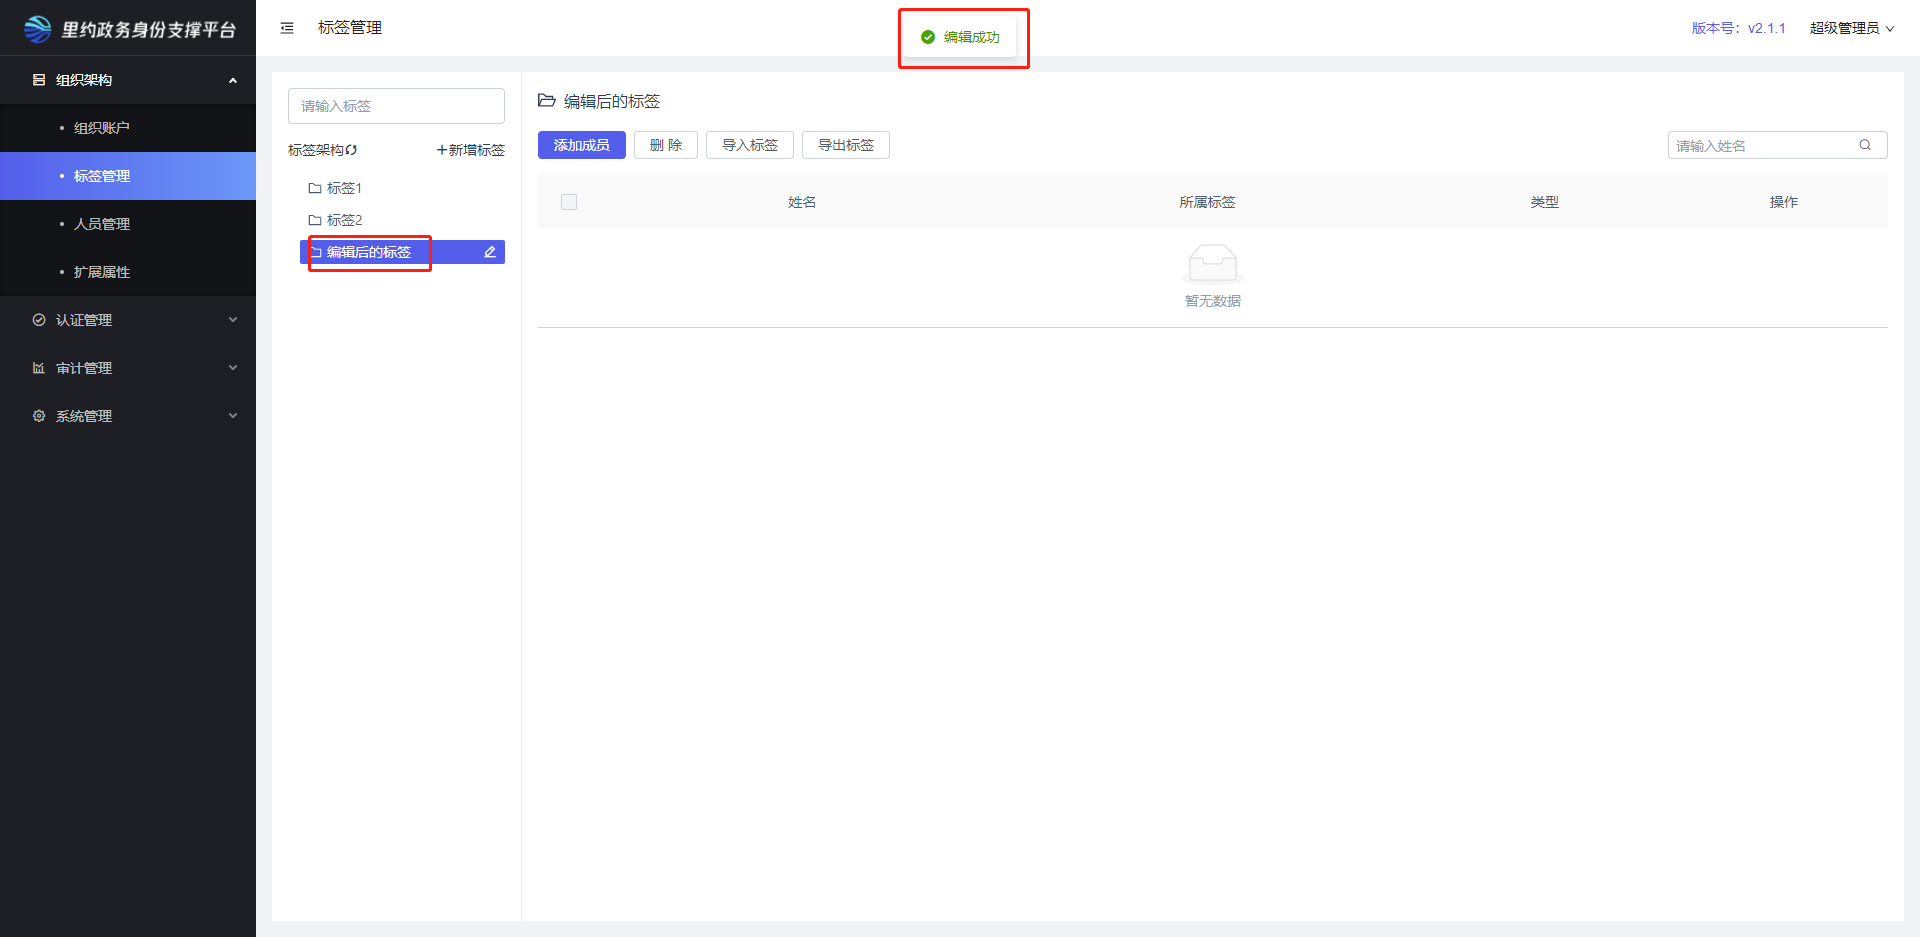 里约政务身份支撑平台
标签管理
编辑成功
版本号：v2.1.1
超级管理员
组织架构
组织账户
标签管理
人员管理
扩展属性
认证管理
审计管理
系统管理
请输入标签
标签架构
新增标签
标签1
标签2
编辑后的标签
编辑后的标签
添加成员
删 除
导入标签
导出标签
请输入姓名
姓名
所属标签
类型
操作
暂无数据